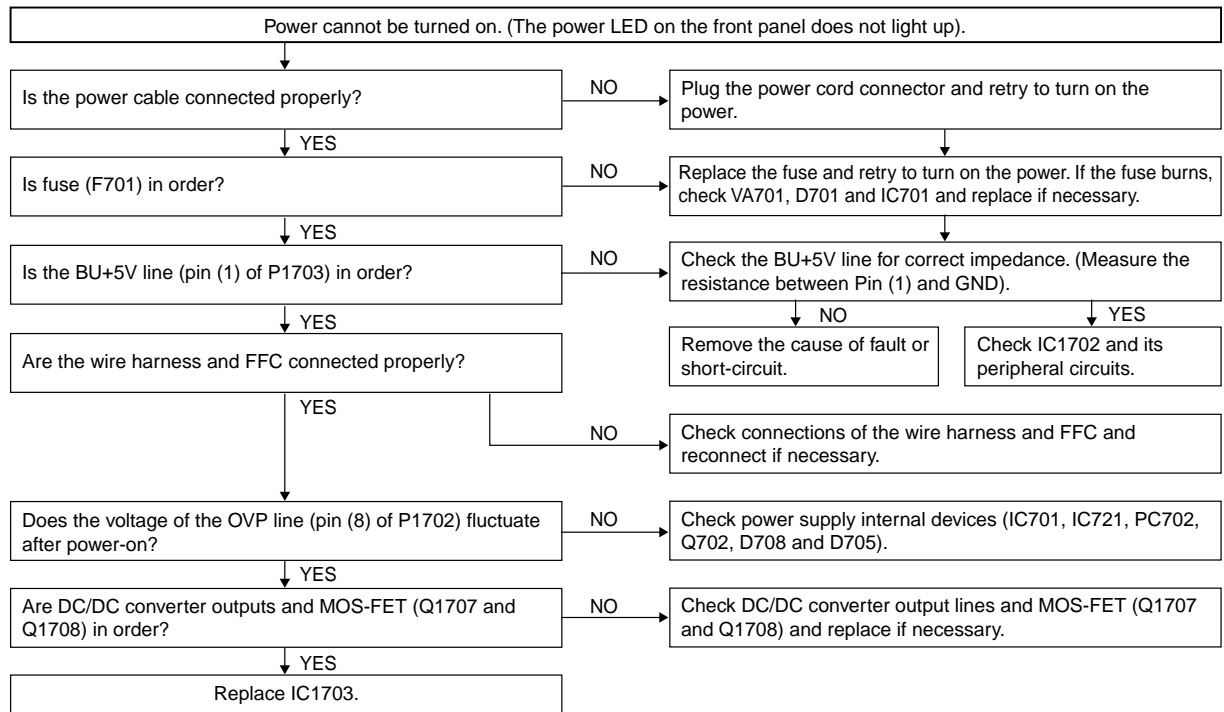 Power cannot be turned on. (The power LED on the front panel does not light up).
Is the power cable connected properly?
NO
Plug the power cord connector and retry to turn on the
power.
YES
Is fuse (F701) in order?
NO
Replace the fuse and retry to turn on the power. If the fuse burns,
check VA701, D701 and IC701 and replace if necessary.
YES
Is the BU+5V line (pin (1) of P1703) in order?
NO
Check the BU+5V line for correct impedance. (Measure the
resistance between Pin (1) and GND).
YES
NO
YES
Are the wire harness and FFC connected properly?
Remove the cause of fault or
short-circuit.
Check IC1702 and its
peripheral circuits.
YES
NO
Check connections of the wire harness and FFC and
reconnect if necessary.
Does the voltage of the OVP line (pin (8) of P1702) fluctuate
after power-on?
NO
Check power supply internal devices (IC701, IC721, PC702,
Q702, D708 and D705).
YES
Are DC/DC converter outputs and MOS-FET (Q1707 and
Q1708) in order?
NO
Check DC/DC converter output lines and MOS-FET (Q1707
and Q1708) and replace if necessary.
YES
Replace IC1703.